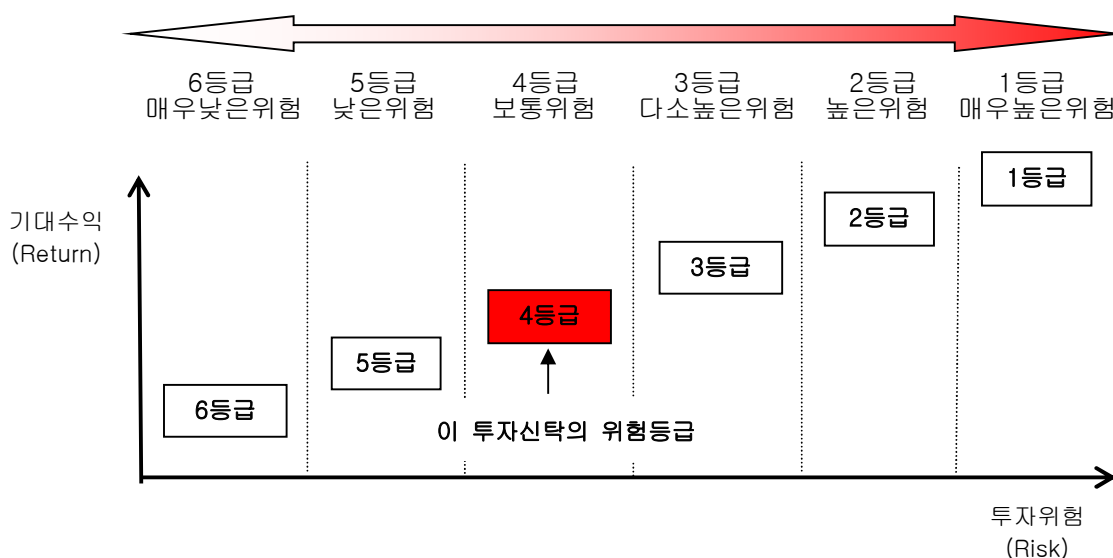 6등급 5등급 4등급 3등급 2등급 1등급
매우낮은위험 낮은위험 보통위험 다소높은위험 높은위험 매우높은위험
1등급
2등급
기대수익
(Return)
3등급
4등급
5등급
6등급
이 투자신탁의 위험등급
투자위험
(Risk)